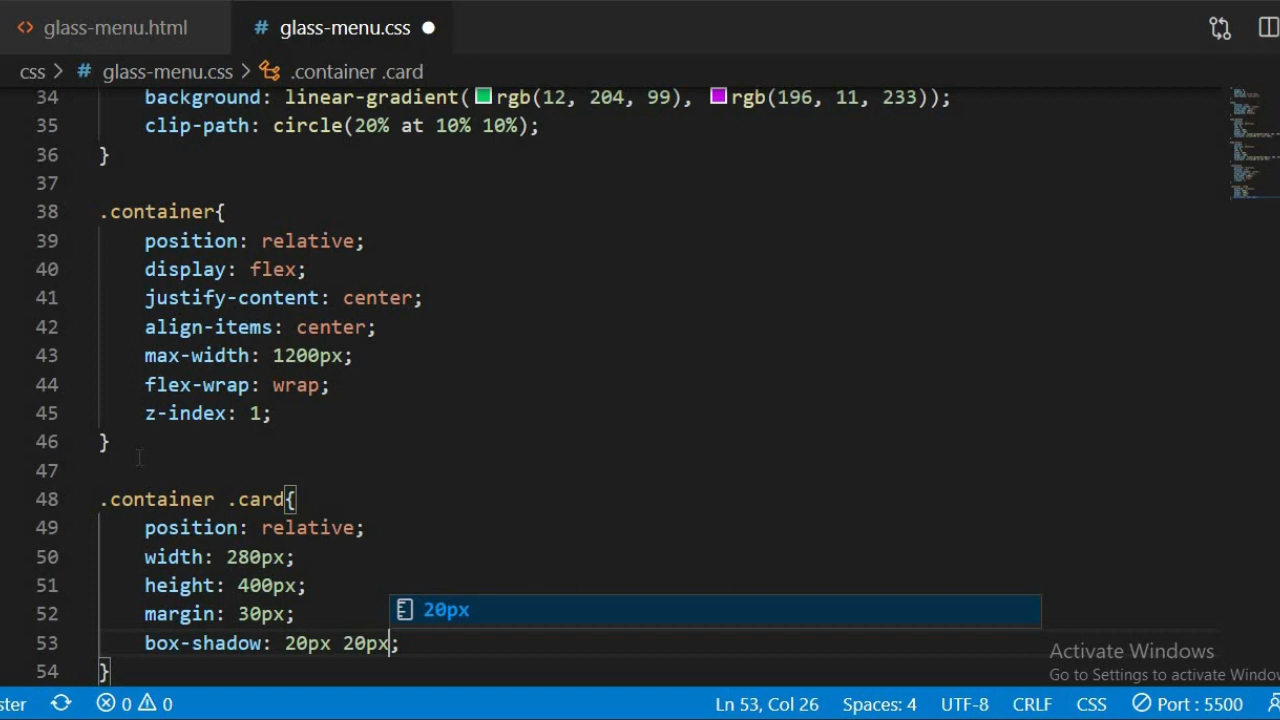 glass-menu.html
glass-menu.css
css > glass-menu.css > .container .card
34 background: linear-gradient(rgb(12, 204, 99), rgb(196, 11, 233));
35 clip-path: circle(20% at 10% 10%);
36 }
37
38 .container{
39 position: relative;
40 display: flex;
41 justify-content: center;
42 align-items: center;
43 max-width: 1200px;
44 flex-wrap: wrap;
45 z-index: 1;
46 }
47
48 .container .card{
49 position: relative;
50 width: 280px;
51 height: 400px;
52 margin: 30px;
20px
53 box-shadow: 20px 20px;
54 }
Activate Windows
Go to Settings to activate Windo
ster 0 0 Ln 53, Col 26 Spaces: 4 UTF-8 CRLF CSS Port : 5500